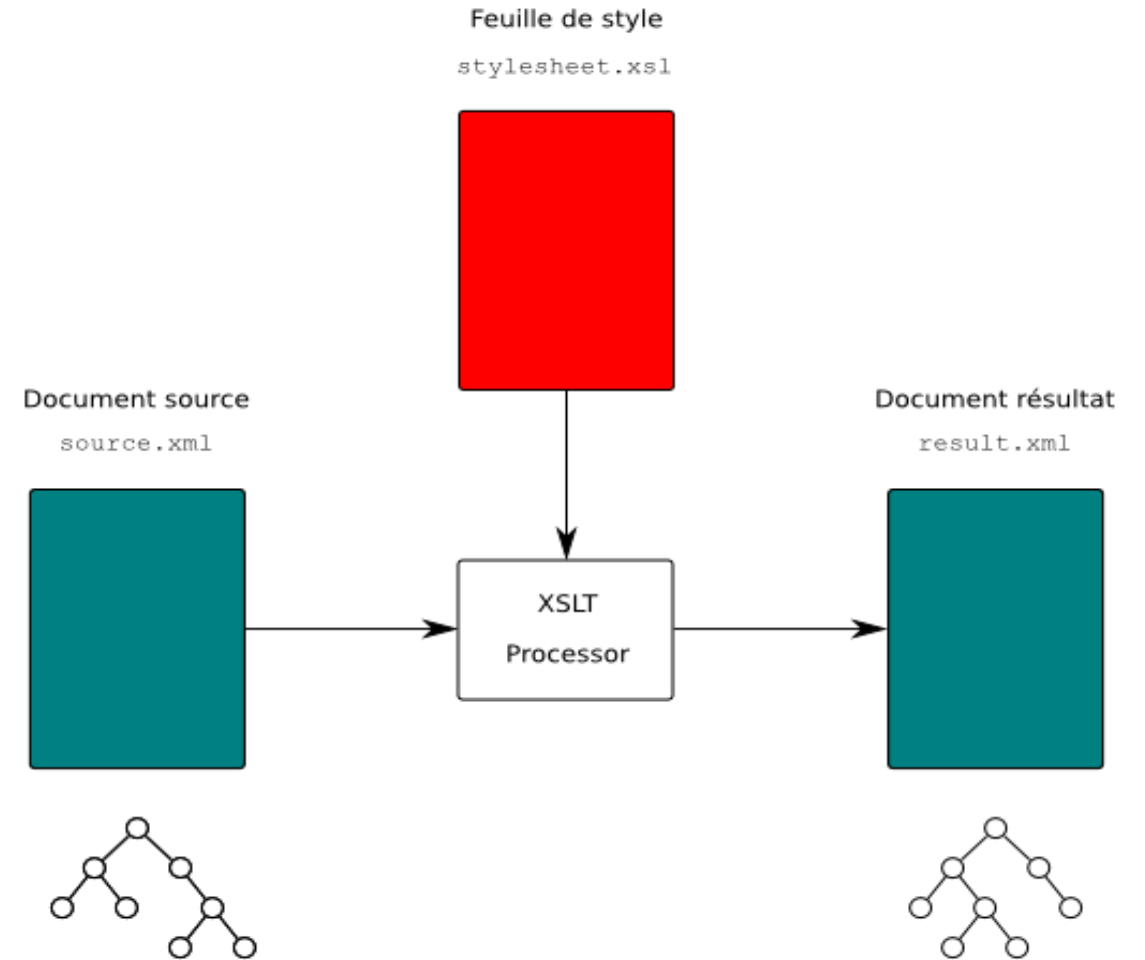 Feuille de style
stylesheet.xsl
Document source
source.xml
Document résultat
result.xml
XSLT
Processor